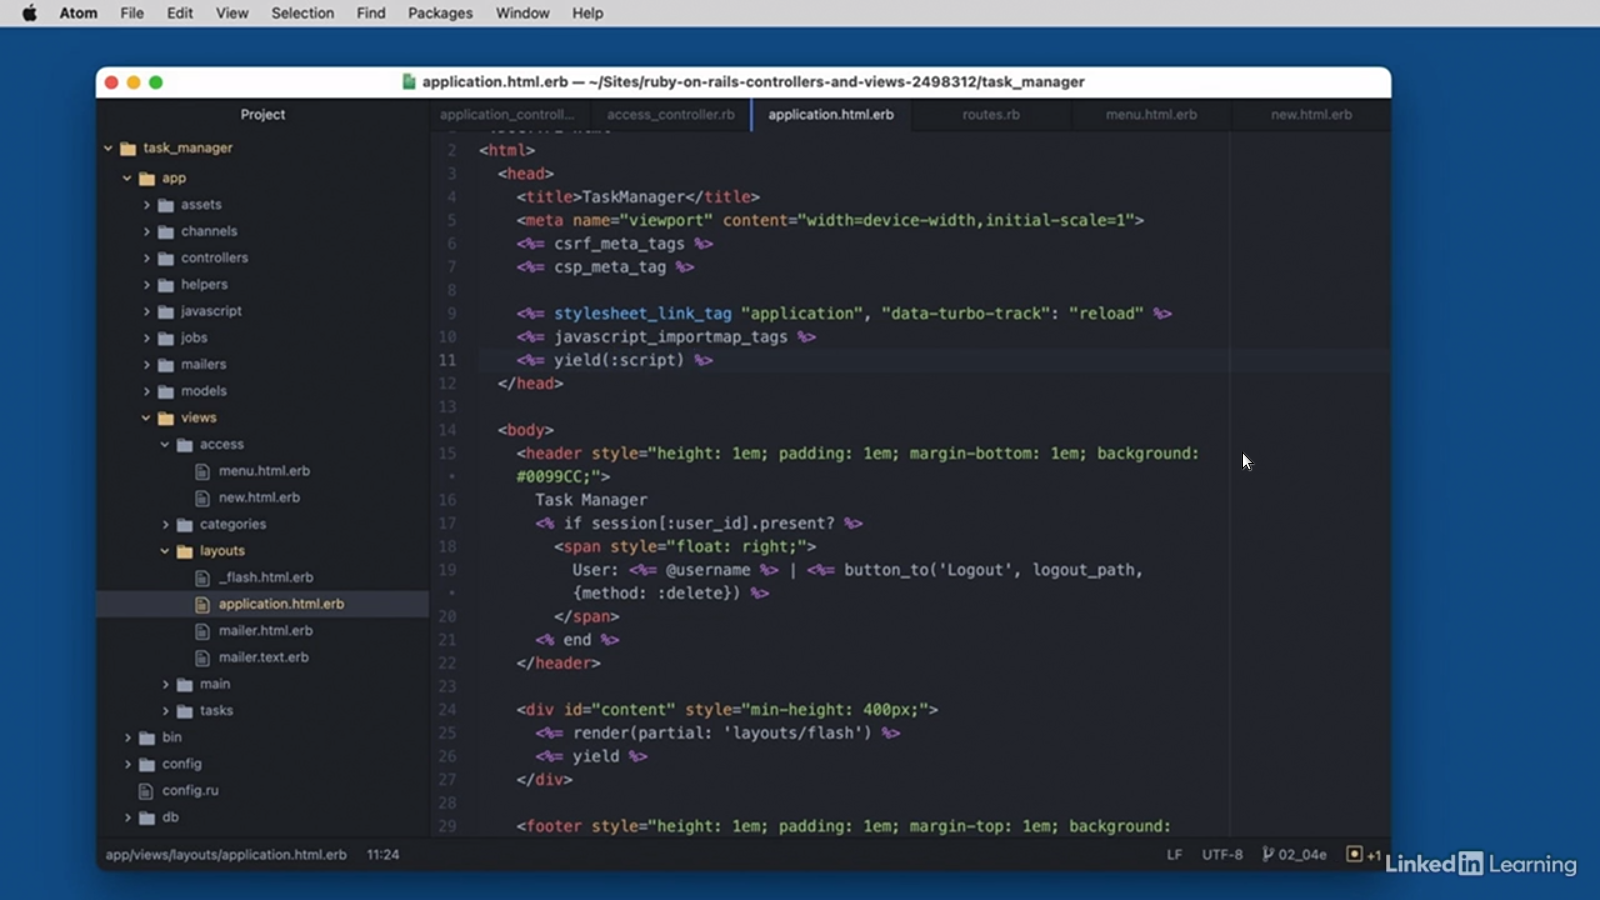 Atom File Edit View Selection Find Packages Window Help
application.html.erb — ~/Sites/ruby-on-rails-controllers-and-views-2498312/task_manager
Project
application_controll...
access_controller.rb
application.html.erb
routes.rb
menu.html.erb
new.html.erb
task_manager
app
assets
channels
controllers
helpers
javascript
jobs
mailers
models
views
access
menu.html.erb
new.html.erb
categories
layouts
_flash.html.erb
application.html.erb
mailer.html.erb
mailer.text.erb
main
tasks
bin
config
config.ru
db
2 <html>
3 <head>
4 <title>TaskManager</title>
5 <meta name="viewport" content="width=device-width,initial-scale=1">
6 <%= csrf_meta_tags %>
7 <%= csp_meta_tag %>
8
9 <%= stylesheet_link_tag "application", "data-turbo-track": "reload" %>
10 <%= javascript_importmap_tags %>
11 <%= yield(:script) %>
12 </head>
13
14 <body>
15 <header style="height: 1em; padding: 1em; margin-bottom: 1em; background:
• #0099CC;">
16 Task Manager
17 <% if session[:user_id].present? %>
18 <span style="float: right;">
19 User: <%= @username %> | <%= button_to('Logout', logout_path,
• {method: :delete}) %>
20 </span>
21 <% end %>
22 </header>
23
24 <div id="content" style="min-height: 400px;">
25 <%= render(partial: 'layouts/flash') %>
26 <%= yield %>
27 </div>
28
29 <footer style="height: 1em; padding: 1em; margin-top: 1em; background:
app/views/layouts/application.html.erb 11:24 LF UTF-8 02_04e +1
LinkedIn Learning